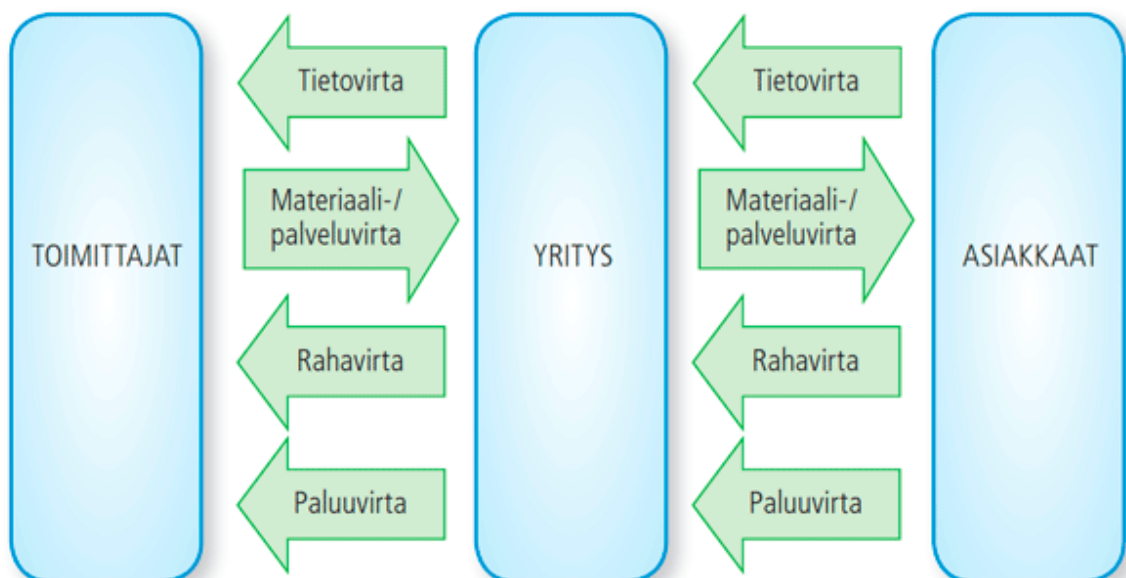 Tietovirta
Tietovirta
Materiaali-/
palveluvirta
Materiaali-/
palveluvirta
TOIMITTAJAT
YRITYS
ASIAKKAAT
Rahavirta
Rahavirta
Paluuvirta
Paluuvirta